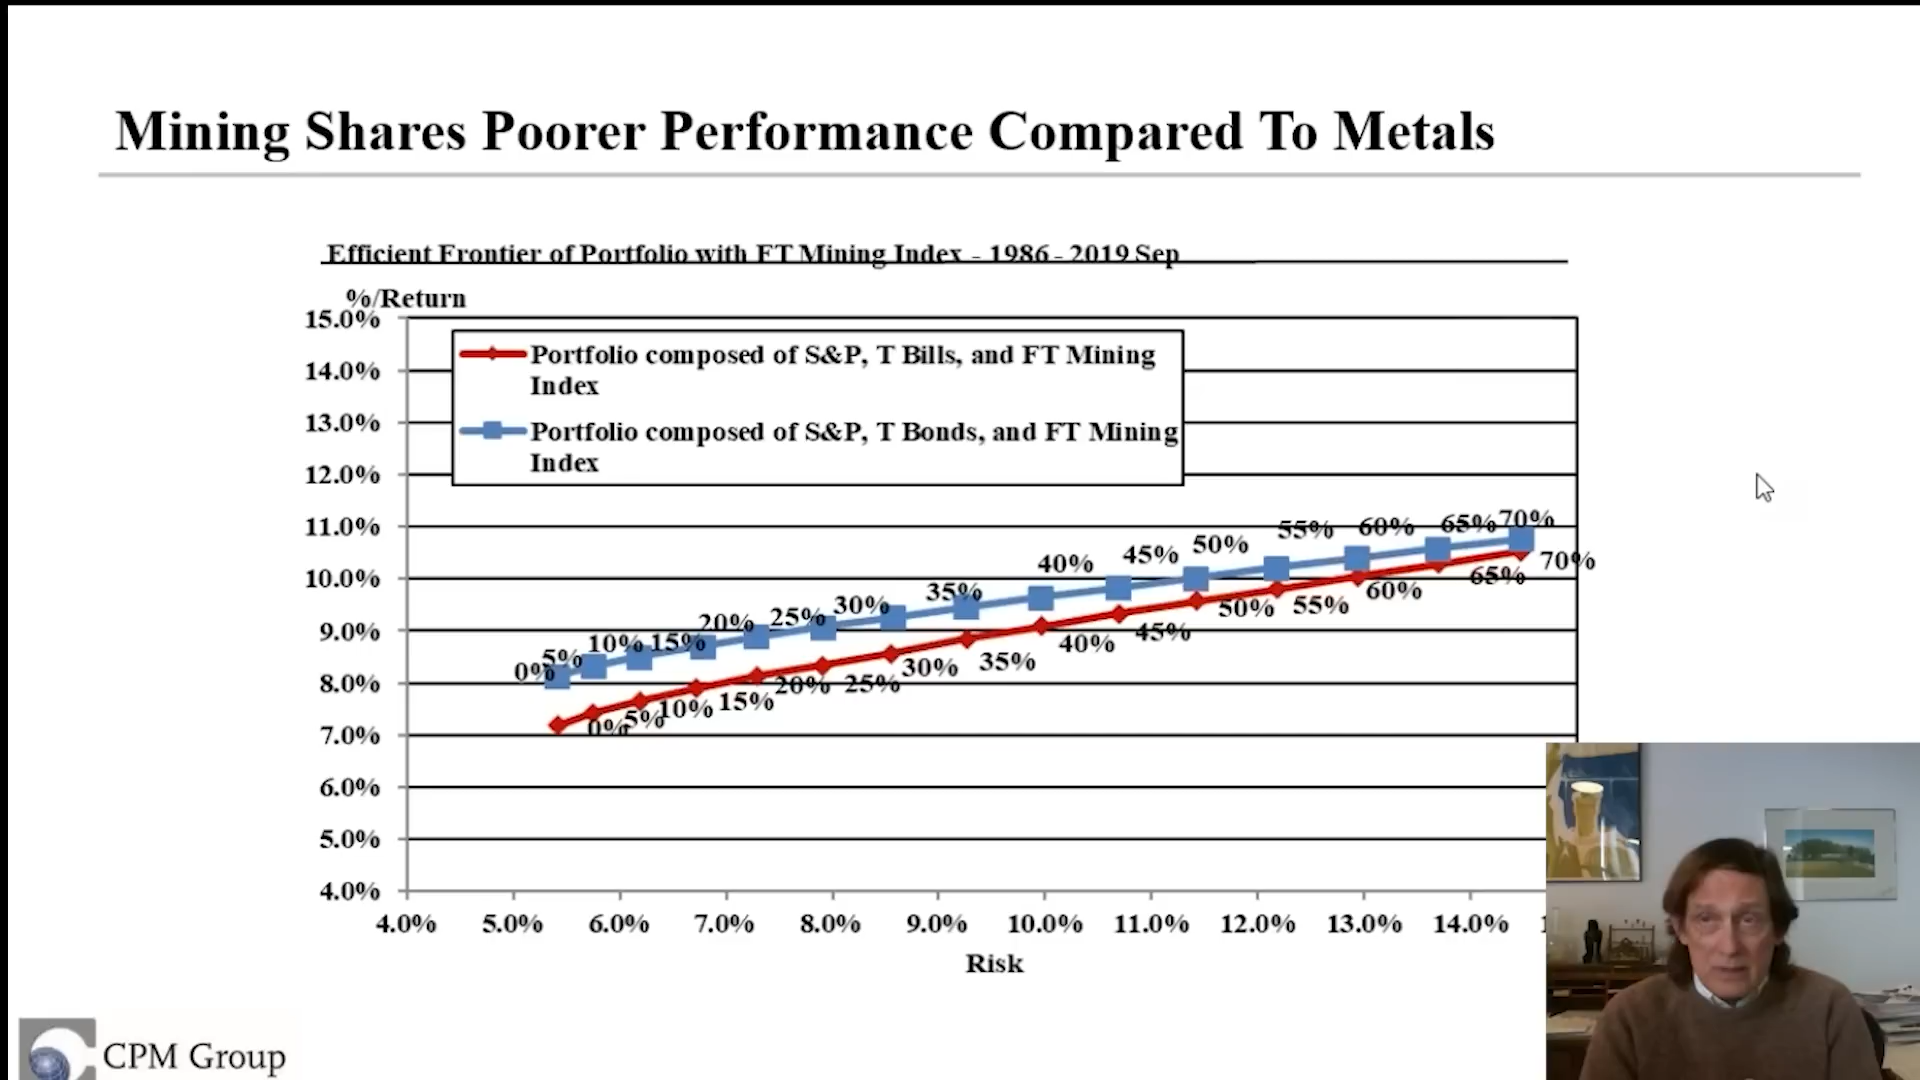 Mining Shares Poorer Performance Compared To Metals
Efficient Frontier of Portfolio with FT Mining Index - 1986 - 2019 Sep
%/Return
15.0%
14.0%
13.0%
12.0%
11.0%
10.0%
9.0%
8.0%
7.0%
6.0%
5.0%
4.0%
Portfolio composed of S&P, T Bills, and FT Mining
Index
Portfolio composed of S&P, T Bonds, and FT Mining
Index
0% 5% 10% 15% 20% 25% 30% 35% 40% 45% 50% 55% 60% 65% 70%
0% 5% 10% 15% 20% 25% 30% 35% 40% 45% 50% 55% 60% 65% 70%
4.0% 5.0% 6.0% 7.0% 8.0% 9.0% 10.0% 11.0% 12.0% 13.0% 14.0%
Risk
CPM Group